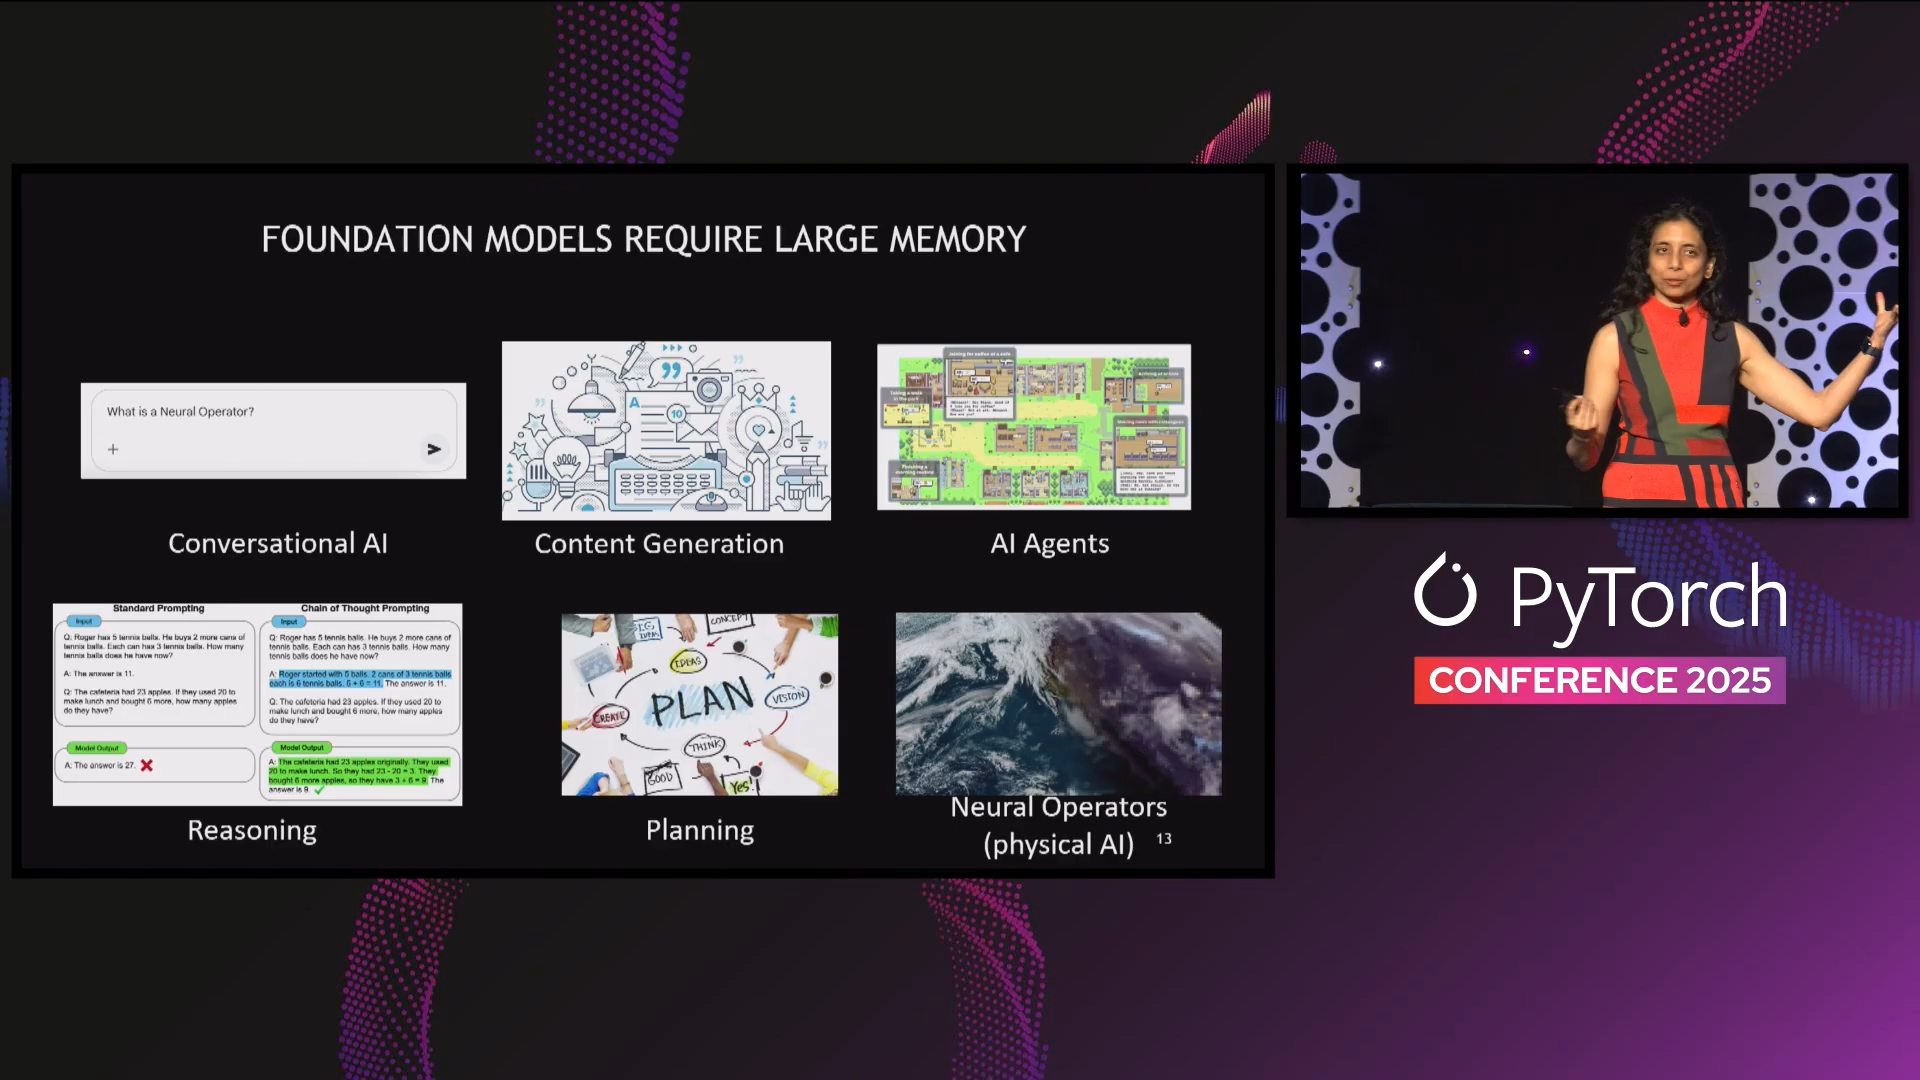 FOUNDATION MODELS REQUIRE LARGE MEMORY
What is a Neural Operator?
+
A
10
Conversational AI
Content Generation
AI Agents
Standard Prompting
Input
Q: Roger has 5 tennis balls. He buys 2 more cans of
tennis balls. Each can has 3 tennis balls. How many
tennis balls does he have now?
A: The answer is 11.
Q: The cafeteria had 23 apples. If they used 20 to
make lunch and bought 6 more, how many apples
do they have?
Model Output
A: The answer is 27.
Chain of Thought Prompting
Input
Q: Roger has 5 tennis balls. He buys 2 more cans of
tennis balls. Each can has 3 tennis balls. How many
tennis balls does he have now?
A: Roger started with 5 balls. 2 cans of 3 tennis balls
each is 6 tennis balls. 5 + 6 = 11. The answer is 11.
Q: The cafeteria had 23 apples. If they used 20 to
make lunch and bought 6 more, how many apples
do they have?
Model Output
A: The cafeteria had 23 apples originally. They used
20 to make lunch. So they had 23 - 20 = 3. They
bought 6 more apples, so they have 3 + 6 = 9. The
answer is 9.
CONCEPT
IDEAS
PLAN
VISION
CREATE
THINK
GOOD
Yes!
Reasoning
Planning
Neural Operators
(physical AI)
13
PyTorch
CONFERENCE 2025